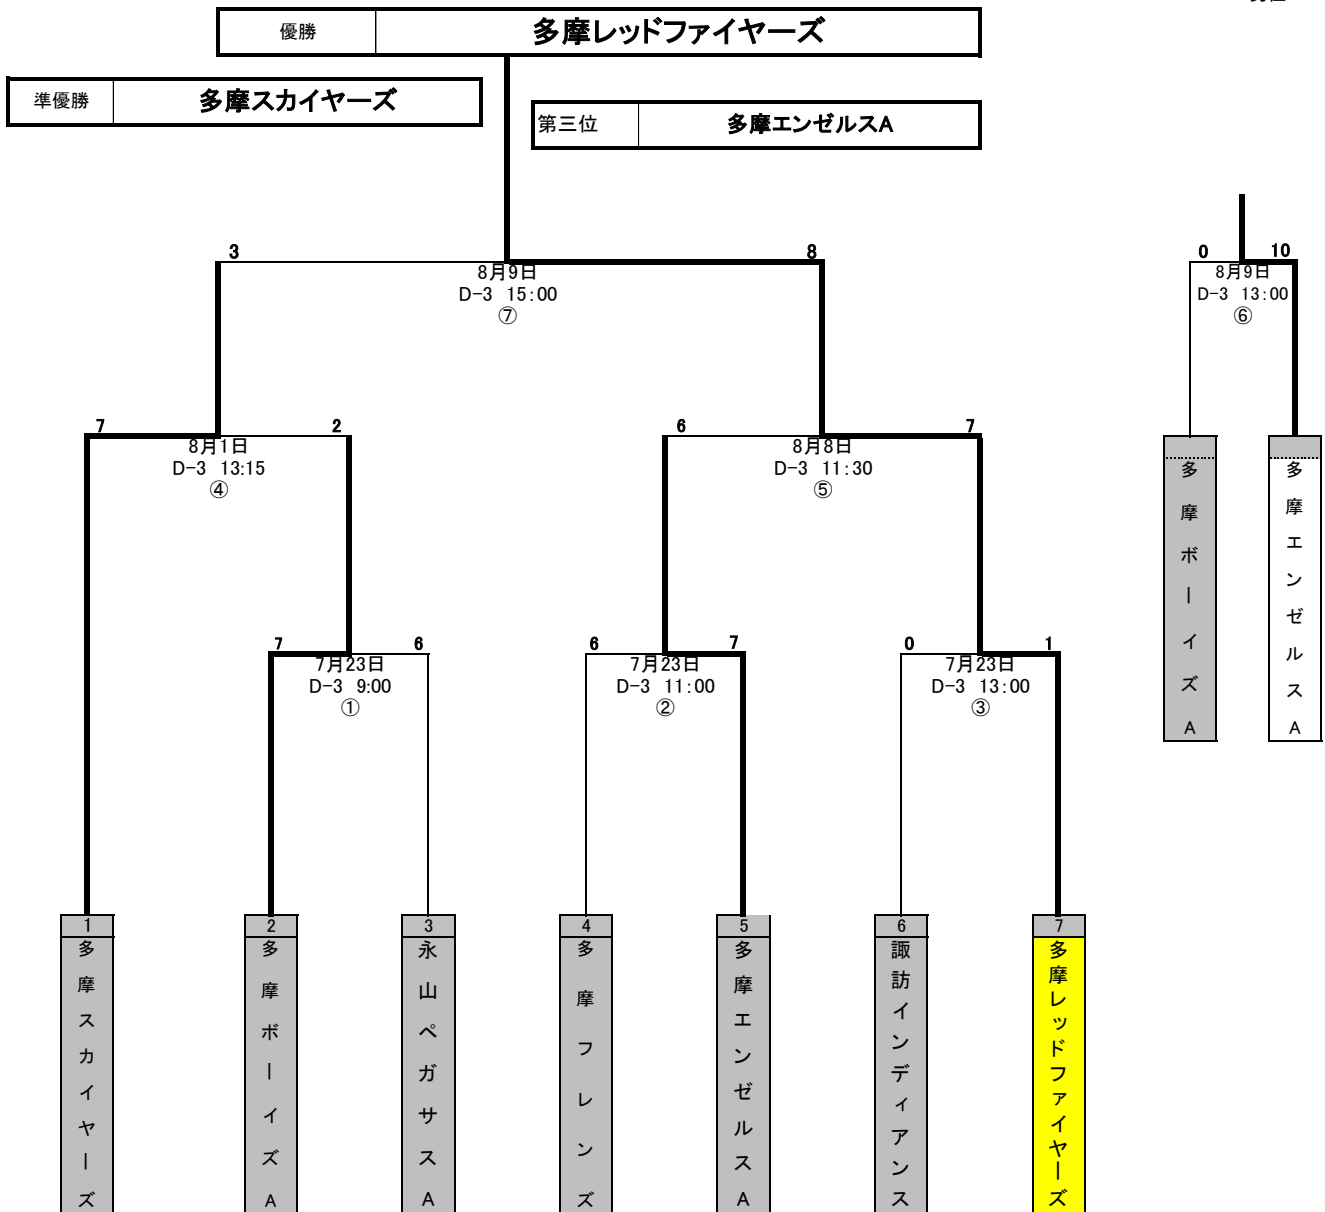 優勝 多摩レッドファイヤーズ
準優勝 多摩スカイヤーズ
第三位 多摩エンゼルスA
3 8
8月9日
D-3 15:00
⑦
0 10
8月9日
D-3 13:00
⑥
7 2
8月1日
D-3 13:15
④
6 7
8月8日
D-3 11:30
⑤
多摩ボーイズA
多摩エンゼルスA
7 6
7月23日
D-3 9:00
①
6 7
7月23日
D-3 11:00
②
0 1
7月23日
D-3 13:00
③
1
多摩スカイヤーズ
2
多摩ボーイズA
3
永山ペガサスA
4
多摩フレンズ
5
多摩エンゼルスA
6
諏訪インディアンス
7
多摩レッドファイヤーズ